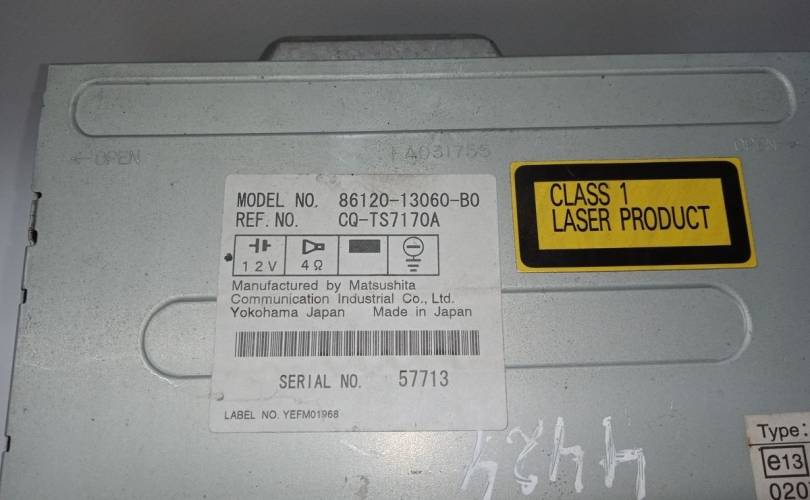 ← OPEN
FA031755
OPEN →
MODEL NO. 86120-13060-B0
REF. NO. CQ-TS7170A
12V 4Ω
Manufactured by Matsushita
Communication Industrial Co., Ltd.
Yokohama Japan Made in Japan
SERIAL NO. 57713
LABEL NO. YEFM01968
CLASS 1
LASER PRODUCT
4424
Type:
e13
020